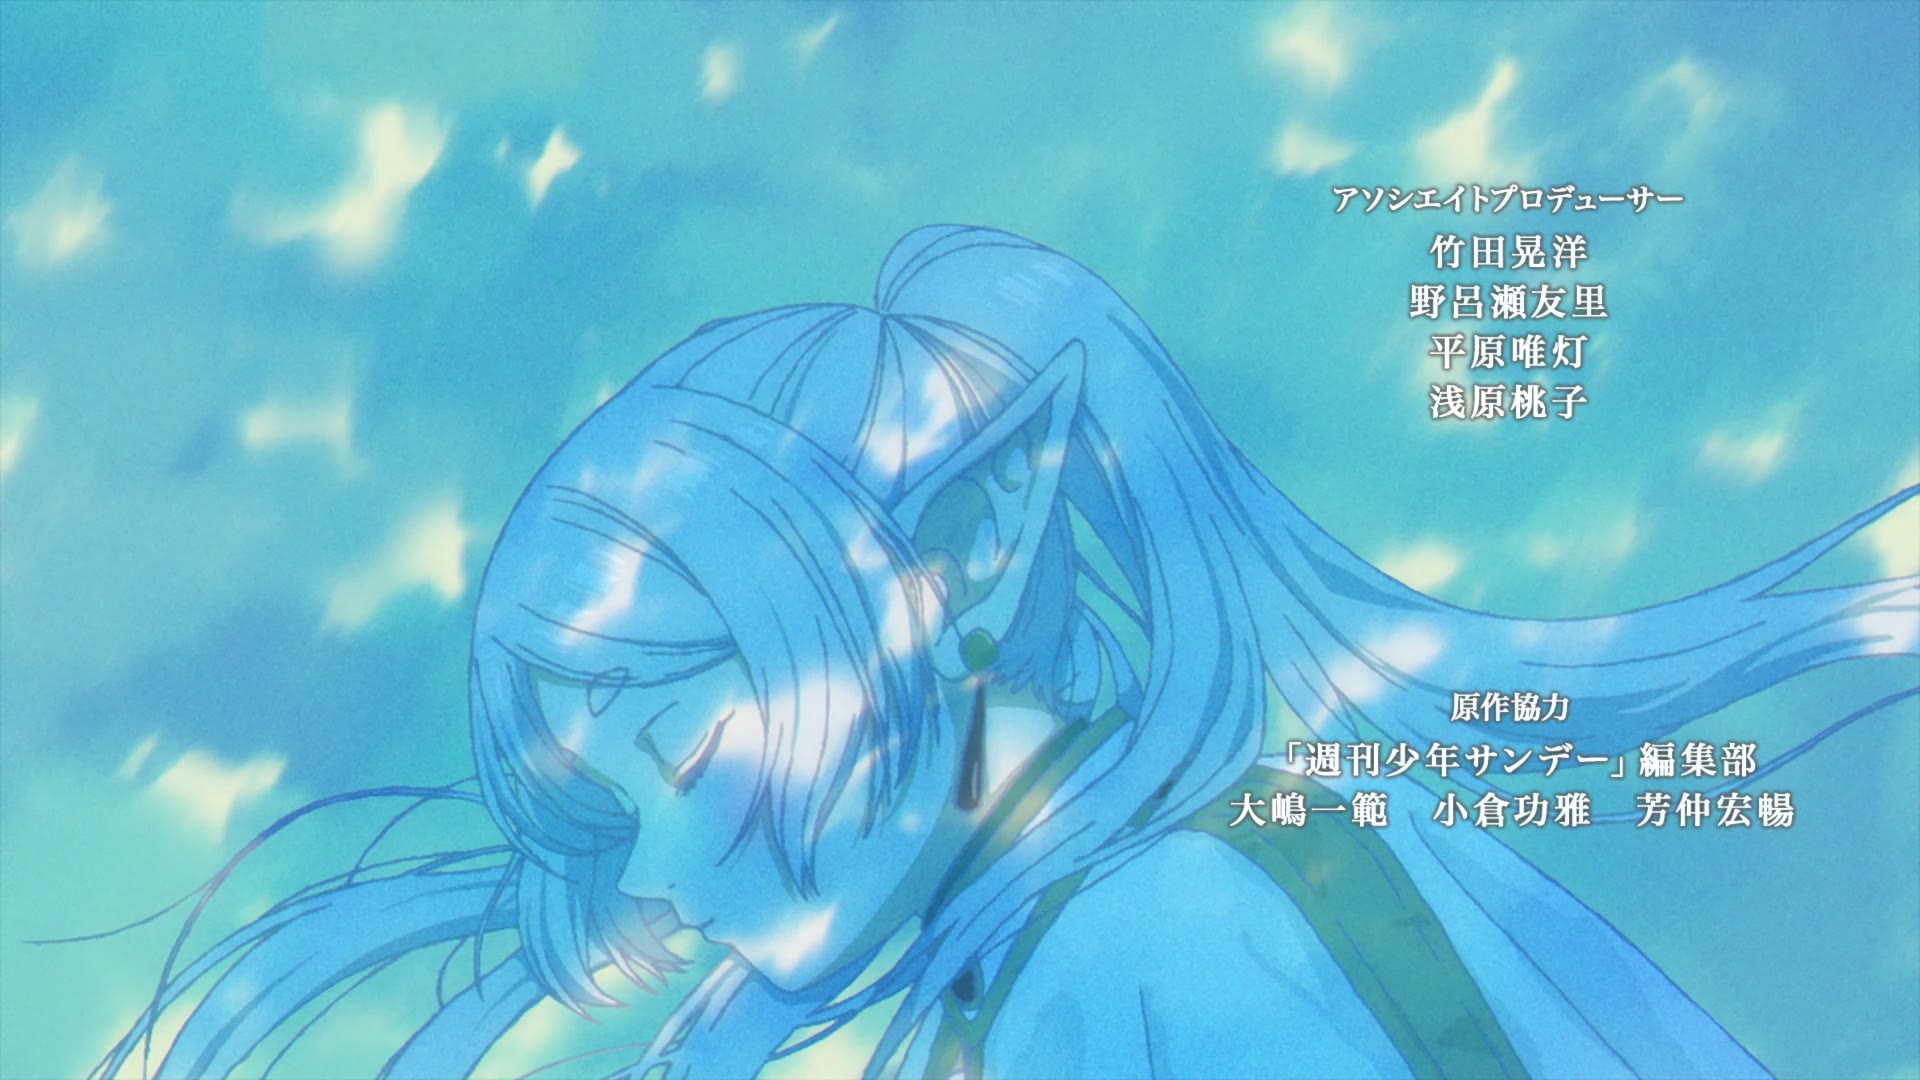 アソシエイトプロデューサー
竹田晃洋
野呂瀬友里
平原唯灯
浅原桃子
原作協力
「週刊少年サンデー」編集部
大嶋一範　小倉功雅　芳仲宏暢